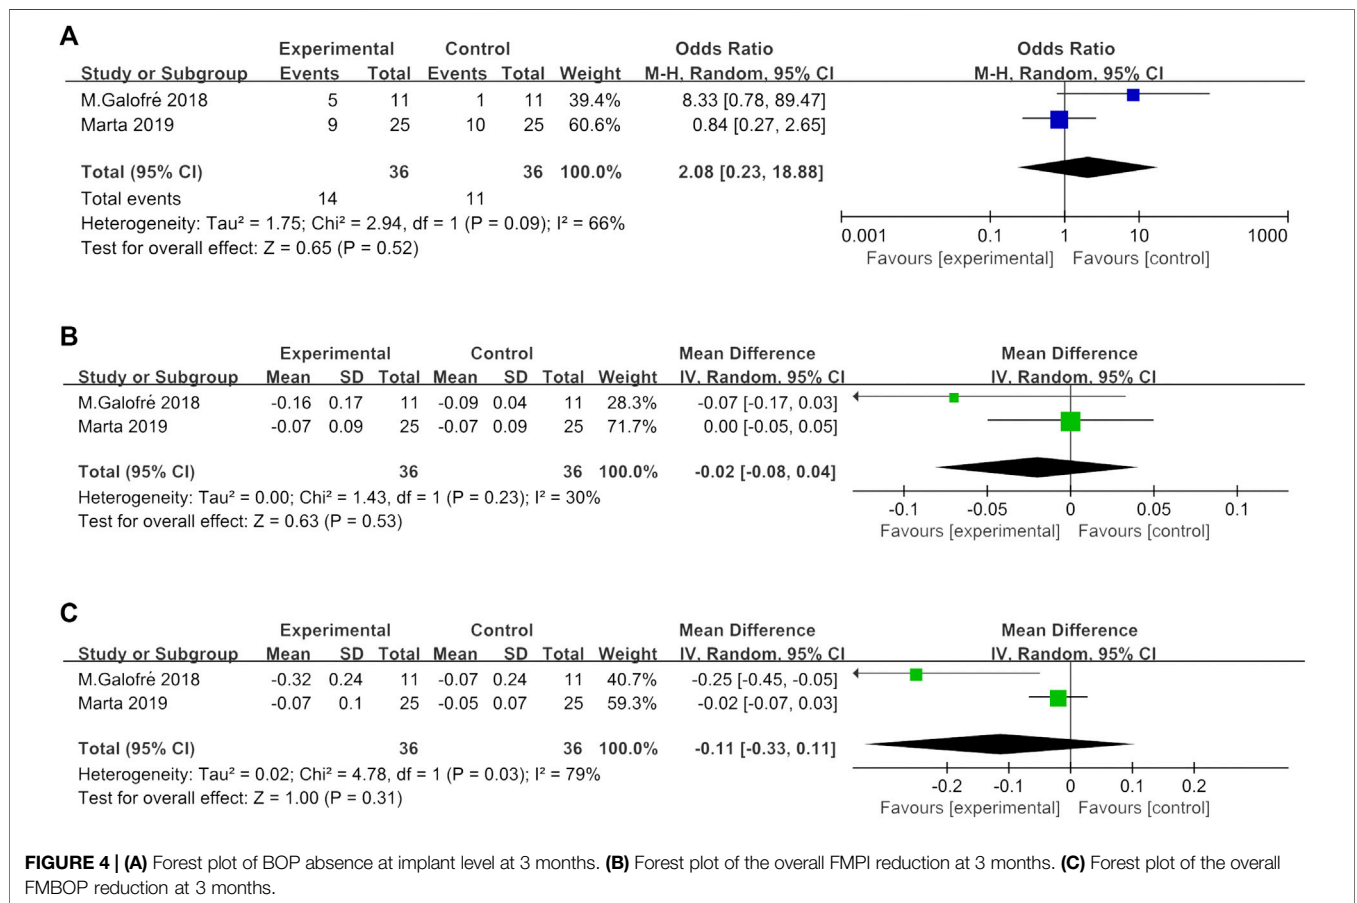 A
Experimental Control Odds Ratio Odds Ratio
Study or Subgroup Events Total Events Total Weight M-H, Random, 95% CI M-H, Random, 95% CI
M.Galofré 2018 5 11 1 11 39.4% 8.33 [0.78, 89.47]
Marta 2019 9 25 10 25 60.6% 0.84 [0.27, 2.65]
Total (95% CI) 36 36 100.0% 2.08 [0.23, 18.88]
Total events 14 11
Heterogeneity: Tau² = 1.75; Chi² = 2.94, df = 1 (P = 0.09); I² = 66%
Test for overall effect: Z = 0.65 (P = 0.52)
0.001 0.1 1 10 1000
Favours [experimental] Favours [control]
B
Experimental Control Mean Difference Mean Difference
Study or Subgroup Mean SD Total Mean SD Total Weight IV, Random, 95% CI IV, Random, 95% CI
M.Galofré 2018 -0.16 0.17 11 -0.09 0.04 11 28.3% -0.07 [-0.17, 0.03]
Marta 2019 -0.07 0.09 25 -0.07 0.09 25 71.7% 0.00 [-0.05, 0.05]
Total (95% CI) 36 36 100.0% -0.02 [-0.08, 0.04]
Heterogeneity: Tau² = 0.00; Chi² = 1.43, df = 1 (P = 0.23); I² = 30%
Test for overall effect: Z = 0.63 (P = 0.53)
-0.1 -0.05 0 0.05 0.1
Favours [experimental] Favours [control]
C
Experimental Control Mean Difference Mean Difference
Study or Subgroup Mean SD Total Mean SD Total Weight IV, Random, 95% CI IV, Random, 95% CI
M.Galofré 2018 -0.32 0.24 11 -0.07 0.24 11 40.7% -0.25 [-0.45, -0.05]
Marta 2019 -0.07 0.1 25 -0.05 0.07 25 59.3% -0.02 [-0.07, 0.03]
Total (95% CI) 36 36 100.0% -0.11 [-0.33, 0.11]
Heterogeneity: Tau² = 0.02; Chi² = 4.78, df = 1 (P = 0.03); I² = 79%
Test for overall effect: Z = 1.00 (P = 0.31)
-0.2 -0.1 0 0.1 0.2
Favours [experimental] Favours [control]
FIGURE 4 | (A) Forest plot of BOP absence at implant level at 3 months. (B) Forest plot of the overall FMPI reduction at 3 months. (C) Forest plot of the overall
FMBOP reduction at 3 months.